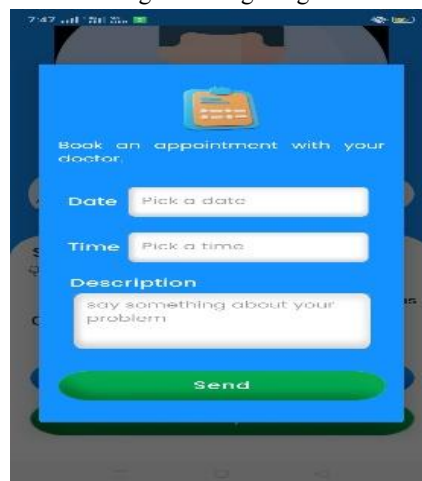 7:47
Book an appointment with your
doctor.
Date Pick a date
Time Pick a time
Description
say something about your
problem
Send